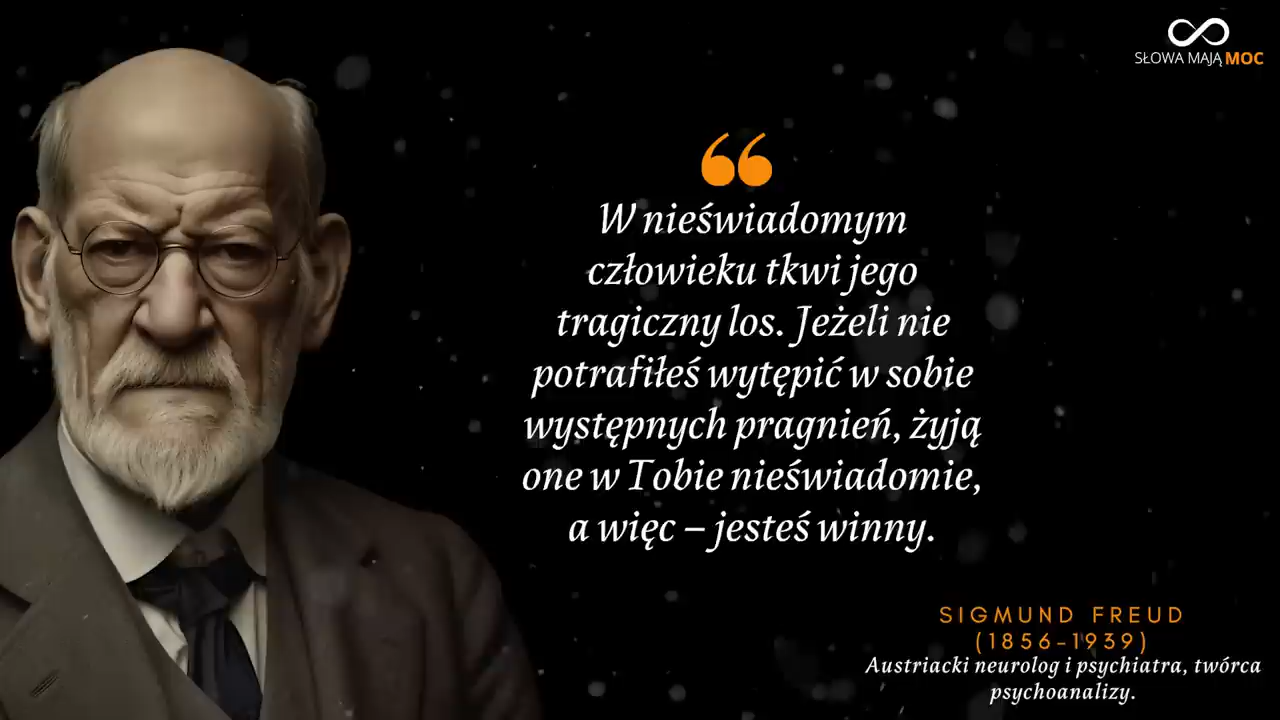 SŁOWA MAJĄ MOC
W nieświadomym
człowieku tkwi jego
tragiczny los. Jeżeli nie
potrafiłeś wytępić w sobie
występnych pragnień, żyją
one w Tobie nieświadomie,
a więc – jesteś winny.
SIGMUND FREUD
(1856-1939)
Austriacki neurolog i psychiatra, twórca
psychoanalizy.